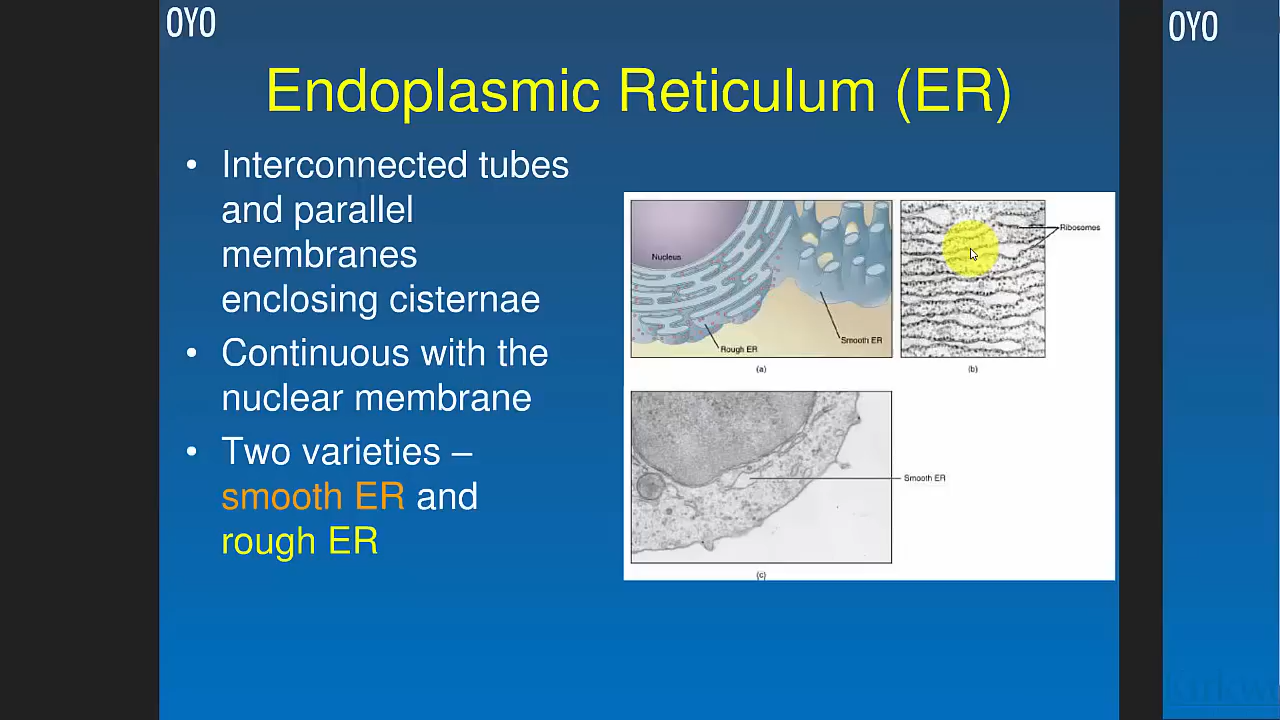 OYO
OYO
Endoplasmic Reticulum (ER)
• Interconnected tubes
and parallel
membranes
enclosing cisternae
• Continuous with the
nuclear membrane
• Two varieties –
smooth ER and
rough ER
Nucleus
Rough ER
Smooth ER
(a)
Ribosomes
(b)
Smooth ER
(c)